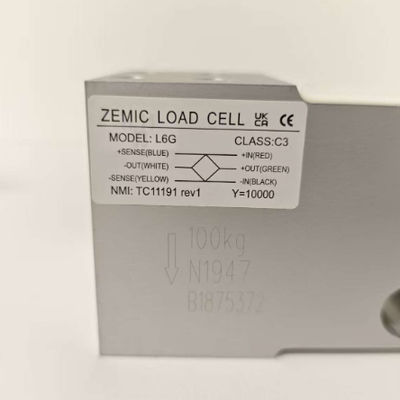 ZEMIC LOAD CELL UK CA CE
MODEL: L6G CLASS:C3
+SENSE(BLUE) +IN(RED)
-OUT(WHITE) +OUT(GREEN)
-SENSE(YELLOW) -IN(BLACK)
NMI: TC11191 rev1 Y=10000
100kg
N1947
B1875372